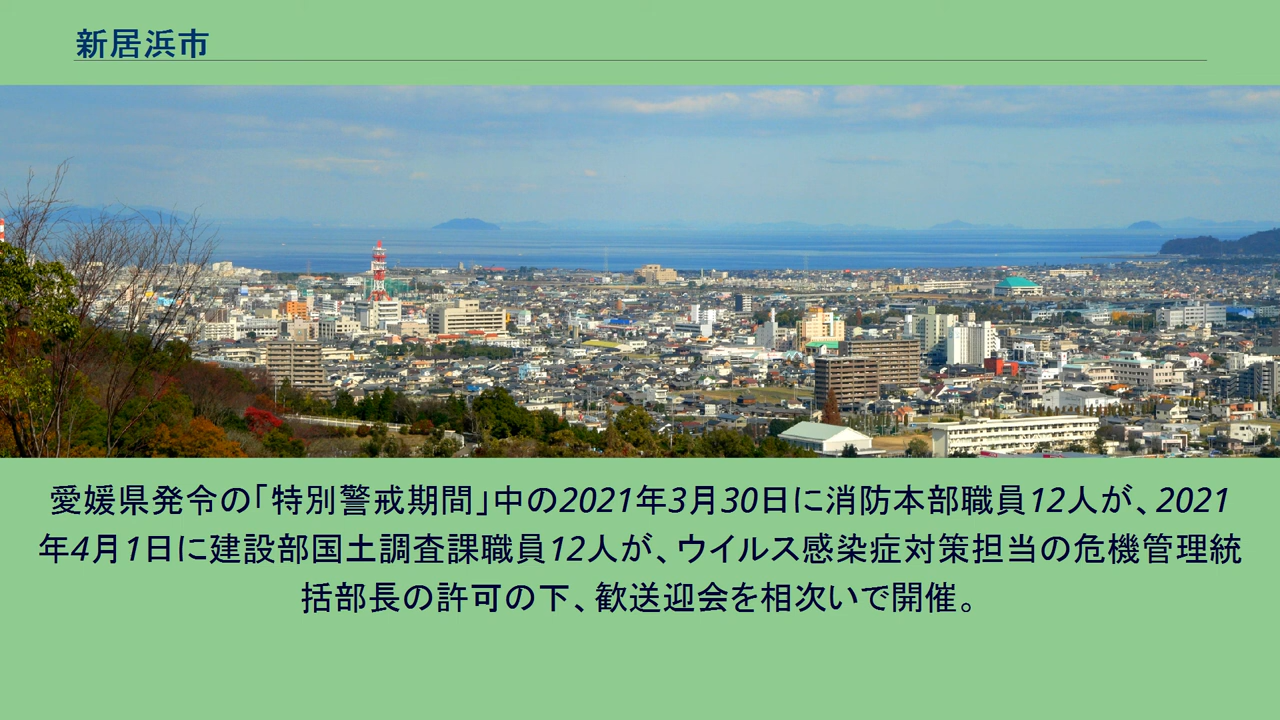 新居浜市
愛媛県発令の「特別警戒期間」中の2021年3月30日に消防本部職員12人が、2021
年4月1日に建設部国土調査課職員12人が、ウイルス感染症対策担当の危機管理統
括部長の許可の下、歓送迎会を相次いで開催。